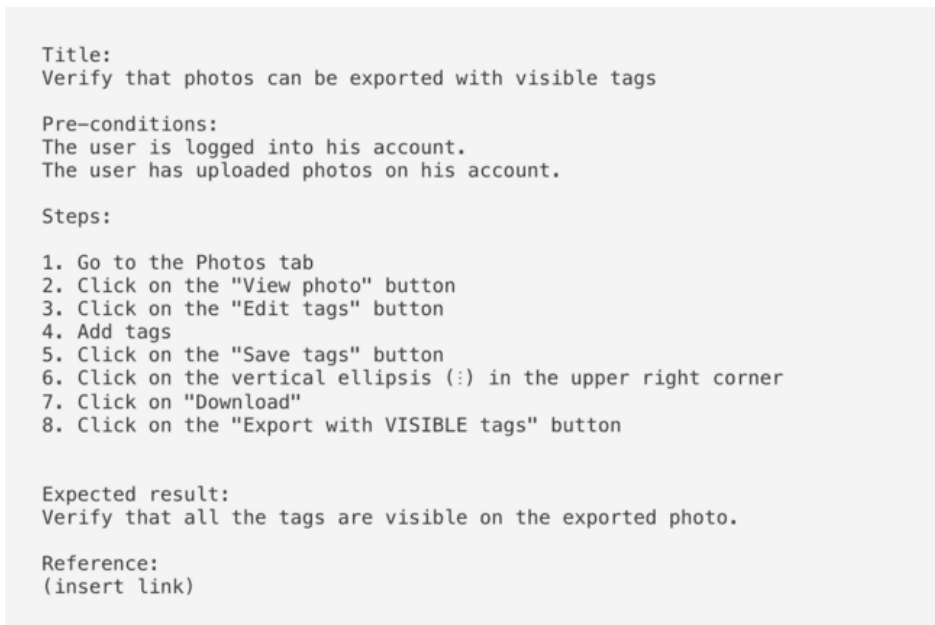 Title:
Verify that photos can be exported with visible tags
Pre-conditions:
The user is logged into his account.
The user has uploaded photos on his account.
Steps:
1. Go to the Photos tab
2. Click on the "View photo" button
3. Click on the "Edit tags" button
4. Add tags
5. Click on the "Save tags" button
6. Click on the vertical ellipsis (⋮) in the upper right corner
7. Click on "Download"
8. Click on the "Export with VISIBLE tags" button
Expected result:
Verify that all the tags are visible on the exported photo.
Reference:
(insert link)